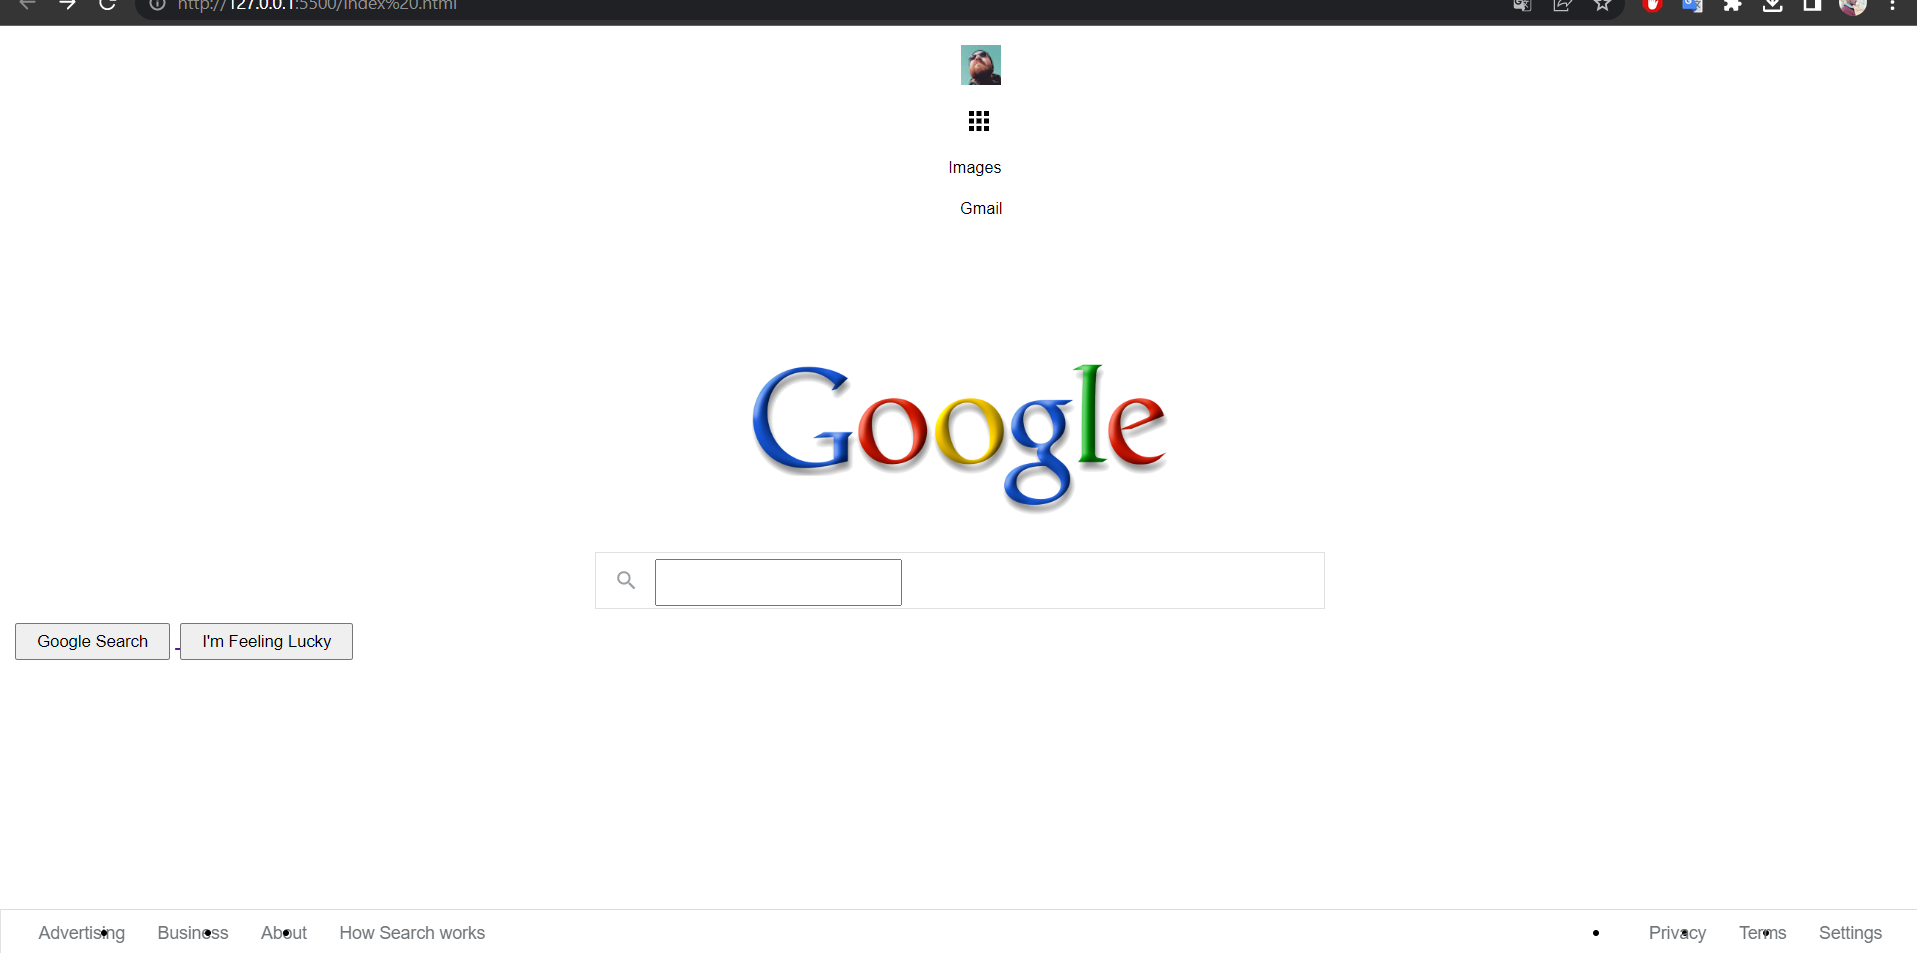 http://127.0.0.1:5500/index%20.html
Images
Gmail
Google
Google Search I'm Feeling Lucky
Advertising Business About How Search works Privacy Terms Settings